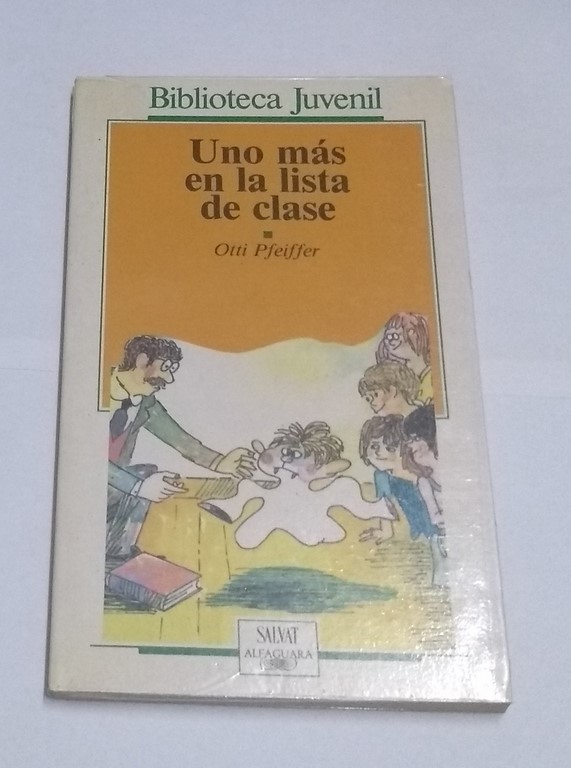 Biblioteca Juvenil
Uno más
en la lista
de clase
Otti Pfeiffer
SALVAT
ALFAGUARA